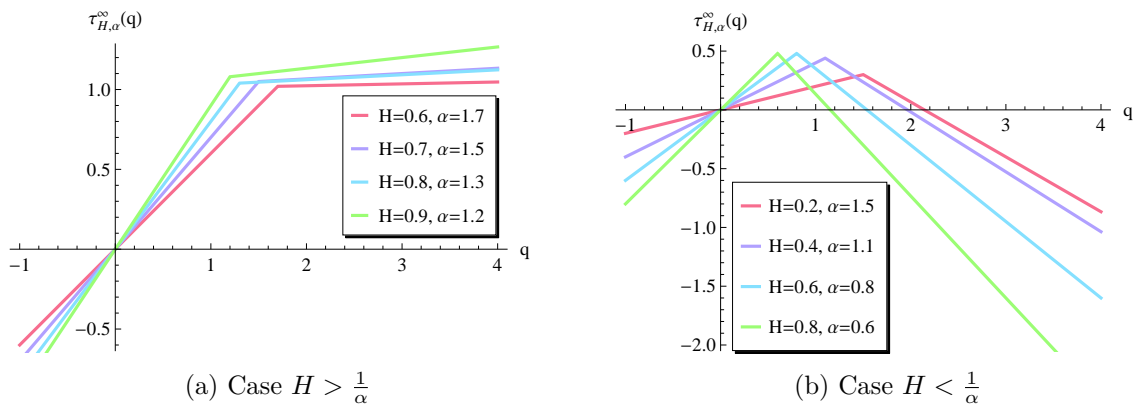 τ∞H,α(q)
1.0
0.5
-0.5
-1
1
2
3
4
q
H=0.6, α=1.7
H=0.7, α=1.5
H=0.8, α=1.3
H=0.9, α=1.2
(a) Case H > 1/α
τ∞H,α(q)
0.5
-0.5
-1.0
-1.5
-2.0
-1
1
2
3
4
q
H=0.2, α=1.5
H=0.4, α=1.1
H=0.6, α=0.8
H=0.8, α=0.6
(b) Case H < 1/α